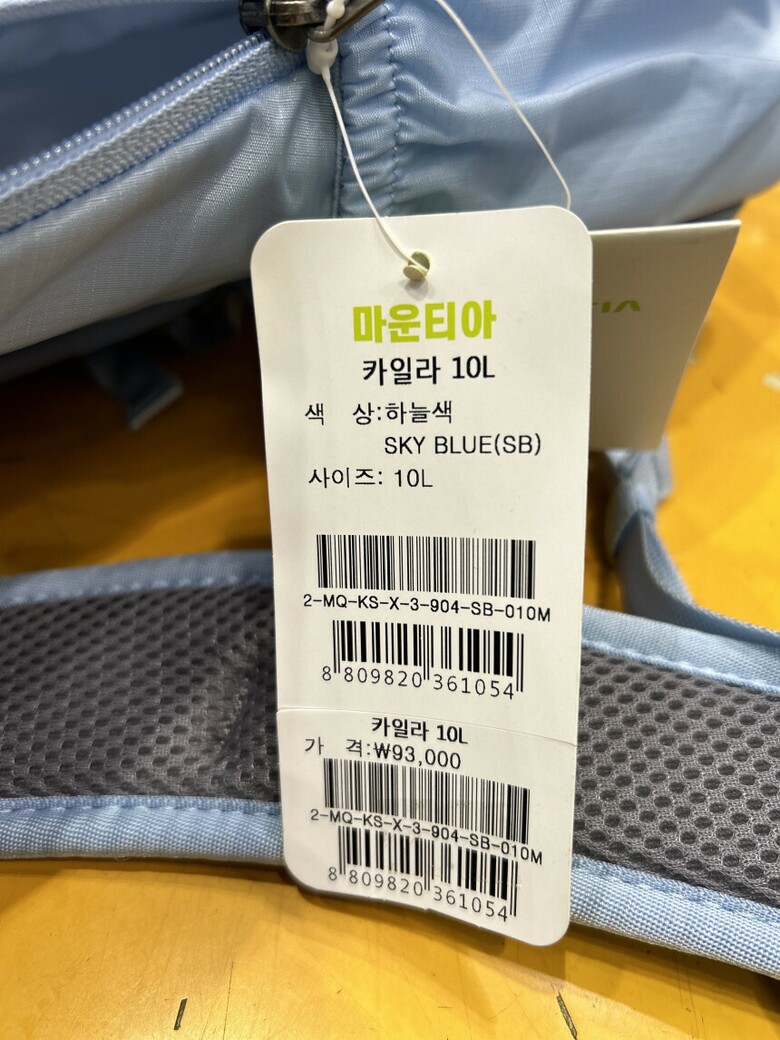 마운티아
카일라 10L
색 상:하늘색
SKY BLUE(SB)
사이즈: 10L
2-MQ-KS-X-3-904-SB-010M
8 809820 361054
카일라 10L
가 격:₩93,000
2-MQ-KS-X-3-904-SB-010M
8 809820 361054